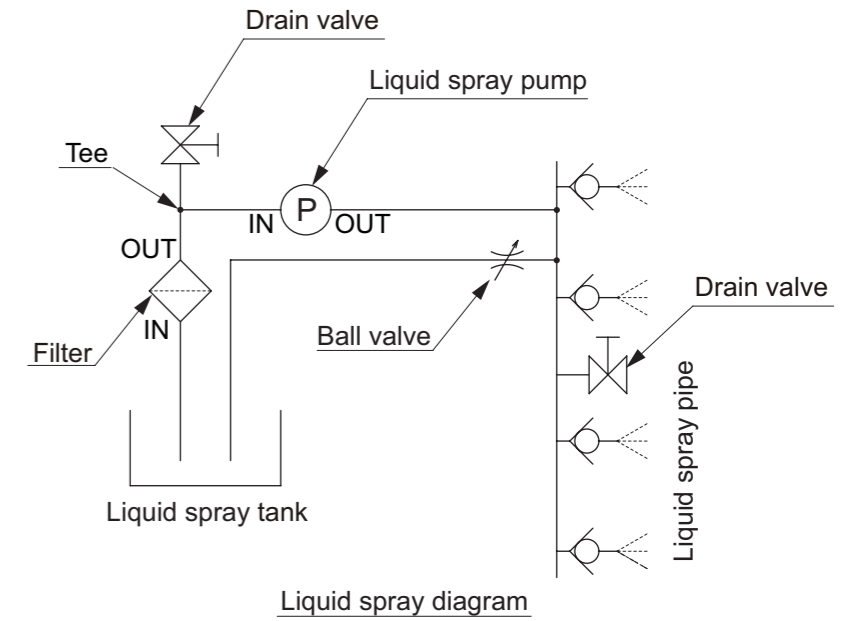 Drain valve
Liquid spray pump
Tee
P
IN
OUT
OUT
Drain valve
IN
Ball valve
Filter
Liquid spray pipe
Liquid spray tank
Liquid spray diagram